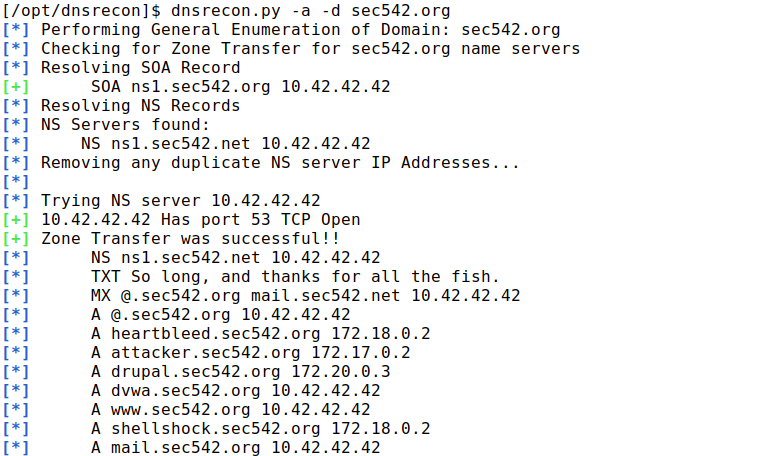 [/opt/dnsrecon]$ dnsrecon.py -a -d sec542.org
[*] Performing General Enumeration of Domain: sec542.org
[*] Checking for Zone Transfer for sec542.org name servers
[*] Resolving SOA Record
[+]      SOA ns1.sec542.org 10.42.42.42
[*] Resolving NS Records
[*] NS Servers found:
[*]     NS ns1.sec542.net 10.42.42.42
[*] Removing any duplicate NS server IP Addresses...
[*]
[*] Trying NS server 10.42.42.42
[+] 10.42.42.42 Has port 53 TCP Open
[+] Zone Transfer was successful!!
[*]      NS ns1.sec542.net 10.42.42.42
[*]      TXT So long, and thanks for all the fish.
[*]      MX @.sec542.org mail.sec542.net 10.42.42.42
[*]      A @.sec542.org 10.42.42.42
[*]      A heartbleed.sec542.org 172.18.0.2
[*]      A attacker.sec542.org 172.17.0.2
[*]      A drupal.sec542.org 172.20.0.3
[*]      A dvwa.sec542.org 10.42.42.42
[*]      A www.sec542.org 10.42.42.42
[*]      A shellshock.sec542.org 172.18.0.2
[*]      A mail.sec542.org 10.42.42.42